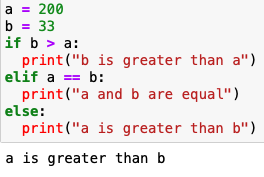 a = 200
b = 33
if b > a:
  print("b is greater than a")
elif a == b:
  print("a and b are equal")
else:
  print("a is greater than b")
a is greater than b